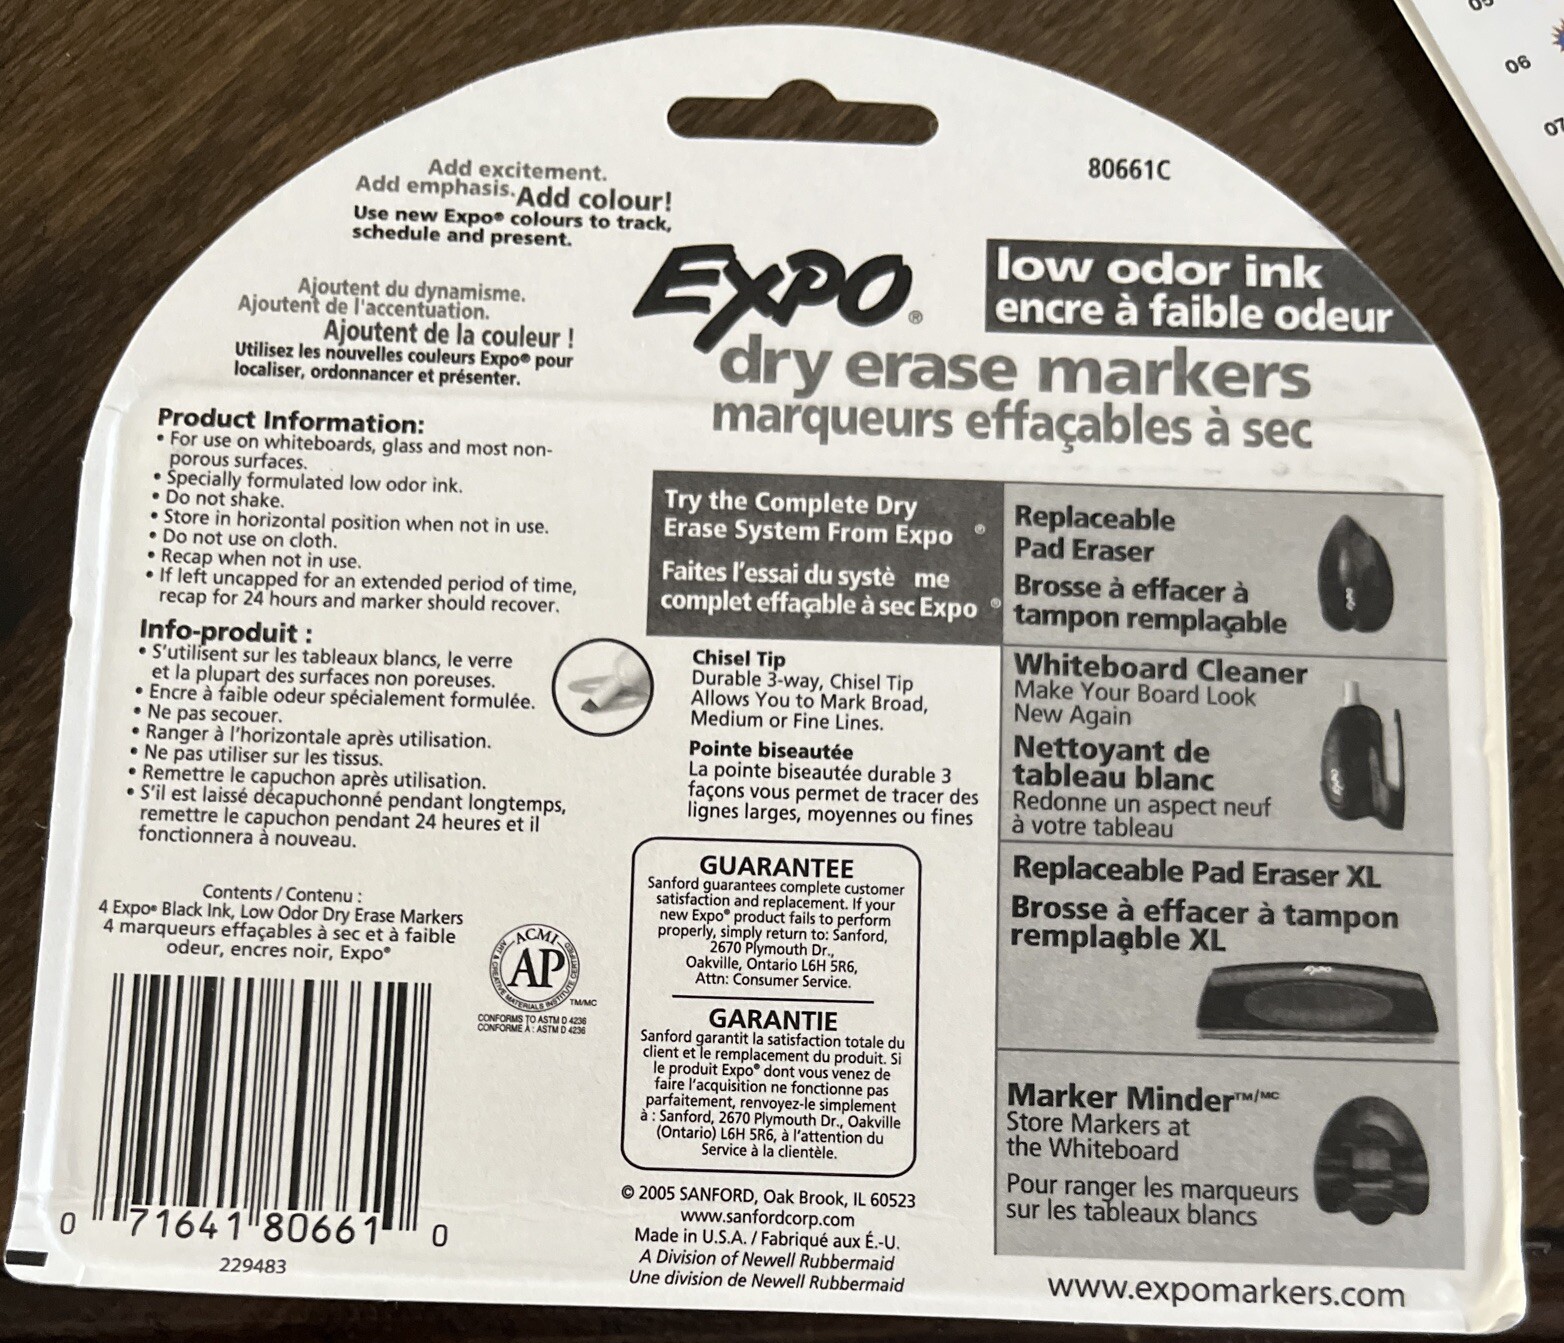 80661C
Add excitement.
Add emphasis. Add colour!
Use new Expo® colours to track,
schedule and present.
Ajoutent du dynamisme.
Ajoutent de l'accentuation.
Ajoutent de la couleur !
Utilisez les nouvelles couleurs Expo® pour
localiser, ordonnancer et présenter.
EXPO®
low odor ink
encre à faible odeur
dry erase markers
marqueurs effaçables à sec
Product Information:
• For use on whiteboards, glass and most non-
porous surfaces.
• Specially formulated low odor ink.
• Do not shake.
• Store in horizontal position when not in use.
• Do not use on cloth.
• Recap when not in use.
• If left uncapped for an extended period of time,
recap for 24 hours and marker should recover.
Info-produit :
• S'utilisent sur les tableaux blancs, le verre
et la plupart des surfaces non poreuses.
• Encre à faible odeur spécialement formulée.
• Ne pas secouer.
• Ranger à l'horizontale après utilisation.
• Ne pas utiliser sur les tissus.
• Remettre le capuchon après utilisation.
• S'il est laissé décapuchonné pendant longtemps,
remettre le capuchon pendant 24 heures et il
fonctionnera à nouveau.
Contents / Contenu :
4 Expo® Black Ink, Low Odor Dry Erase Markers
4 marqueurs effaçables à sec et à faible
odeur, encres noir, Expo®
ACMI
AP
ART & CREATIVE MATERIALS INSTITUTE CERTIFIED
TM/MC
CONFORMS TO ASTM D 4236
CONFORME À : ASTM D 4236
0 71641 80661 0
229483
Try the Complete Dry
Erase System From Expo ®
Faites l'essai du systè me
complet effaçable à sec Expo ®
Chisel Tip
Durable 3-way, Chisel Tip
Allows You to Mark Broad,
Medium or Fine Lines.
Pointe biseautée
La pointe biseautée durable 3
façons vous permet de tracer des
lignes larges, moyennes ou fines
GUARANTEE
Sanford guarantees complete customer
satisfaction and replacement. If your
new Expo® product fails to perform
properly, simply return to: Sanford,
2670 Plymouth Dr.,
Oakville, Ontario L6H 5R6,
Attn: Consumer Service.
GARANTIE
Sanford garantit la satisfaction totale du
client et le remplacement du produit. Si
le produit Expo® dont vous venez de
faire l'acquisition ne fonctionne pas
parfaitement, renvoyez-le simplement
à : Sanford, 2670 Plymouth Dr., Oakville
(Ontario) L6H 5R6, à l'attention du
Service à la clientèle.
© 2005 SANFORD, Oak Brook, IL 60523
www.sanfordcorp.com
Made in U.S.A. / Fabriqué aux É.-U.
A Division of Newell Rubbermaid
Une division de Newell Rubbermaid
Replaceable
Pad Eraser
Brosse à effacer à
tampon remplaçable
expo
Whiteboard Cleaner
Make Your Board Look
New Again
Nettoyant de
tableau blanc
Redonne un aspect neuf
à votre tableau
expo
Replaceable Pad Eraser XL
Brosse à effacer à tampon
remplaçable XL
expo
Marker Minder™/MC
Store Markers at
the Whiteboard
Pour ranger les marqueurs
sur les tableaux blancs
www.expomarkers.com
06
07